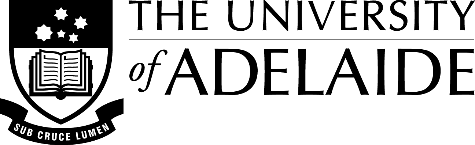 THE UNIVERSITY
of ADELAIDE
SUB CRUCE LUMEN